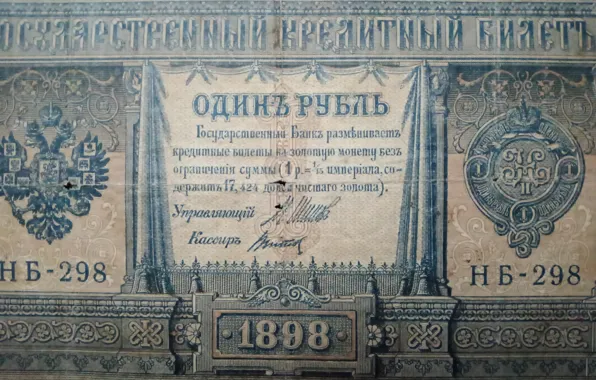 ГОСУДАРСТВЕННЫЙ КРЕДИТНЫЙ БИЛЕТЪ
ОДИНЪ РУБЛЬ
Государственный Банкъ размѣниваетъ
кредитные билеты на золотую монету безъ
ограниченія суммы (1 р. = 1/15 имперіала, со-
держитъ 17,424 долей чистаго золота).
Управляющій
Кассиръ
НБ-298
НБ-298
1898